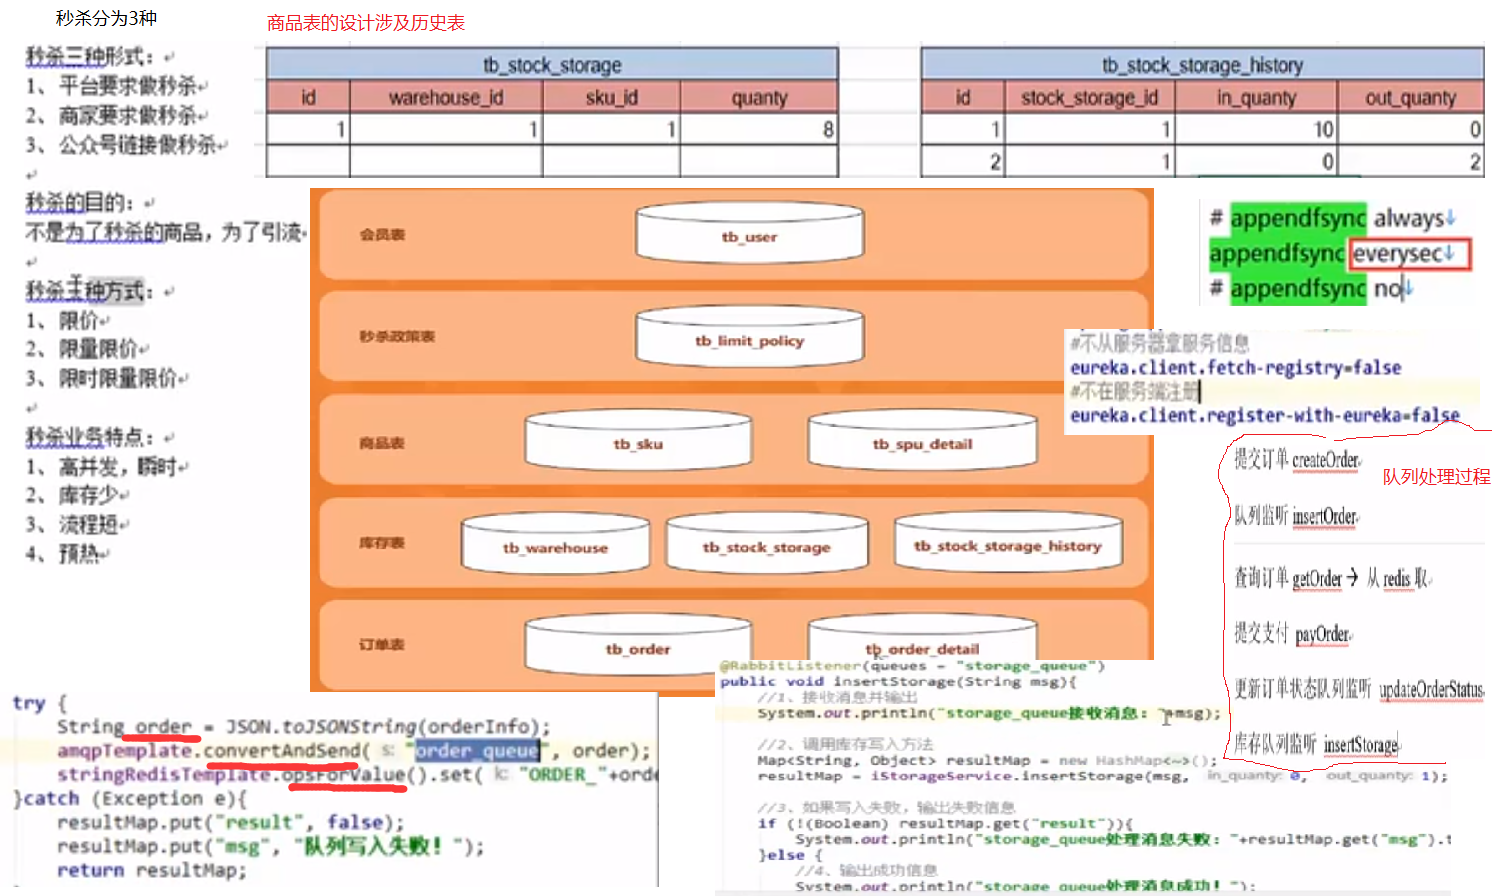 秒杀分为3种
商品表的设计涉及历史表
秒杀三种形式：
1、平台要求做秒杀
2、商家要求做秒杀
3、公众号链接做秒杀
秒杀的目的：
不是为了秒杀的商品，为了引流
秒杀三种方式：
1、限价
2、限量限价
3、限时限量限价
秒杀业务特点：
1、高并发，瞬时
2、库存少
3、流程短
4、预热
tb_stock_storage
id warehouse_id sku_id quanty
1 1 1 8
tb_stock_storage_history
id stock_storage_id in_quanty out_quanty
1 1 10 0
2 1 0 2
会员表 tb_user
秒杀政策表 tb_limit_policy
商品表 tb_sku tb_spu_detail
库存表 tb_warehouse tb_stock_storage tb_stock_storage_history
订单表 tb_order tb_order_detail
# appendfsync always
appendfsync everysec
# appendfsync no
#不从服务器拿服务信息
eureka.client.fetch-registry=false
#不在服务端注册
eureka.client.register-with-eureka=false
队列处理过程
提交订单 createOrder
队列监听 insertOrder
查询订单 getOrder → 从 redis 取
提交支付 payOrder
更新订单状态队列监听 updateOrderStatus
库存队列监听 insertStorage
try {
String order = JSON.toJSONString(orderInfo);
amqpTemplate.convertAndSend( s: "order_queue", order);
stringRedisTemplate.opsForValue().set( k: "ORDER_"+orde
}catch (Exception e){
resultMap.put("result", false);
resultMap.put("msg", "队列写入失败！");
return resultMap;
@RabbitListener(queues = "storage_queue")
public void insertStorage(String msg){
//1、接收消息并输出
System.out.println("storage_queue接收消息："+msg);
//2、调用库存写入方法
Map<String, Object> resultMap = new HashMap<~>();
resultMap = iStorageService.insertStorage(msg, in_quanty: 0, out_quanty: 1);
//3、如果写入失败，输出失败信息
if (!(Boolean) resultMap.get("result")){
System.out.println("storage_queue处理消息失败："+resultMap.get("msg").t
}else {
//4、输出成功信息
System.out.println("storage_queue处理消息成功！");